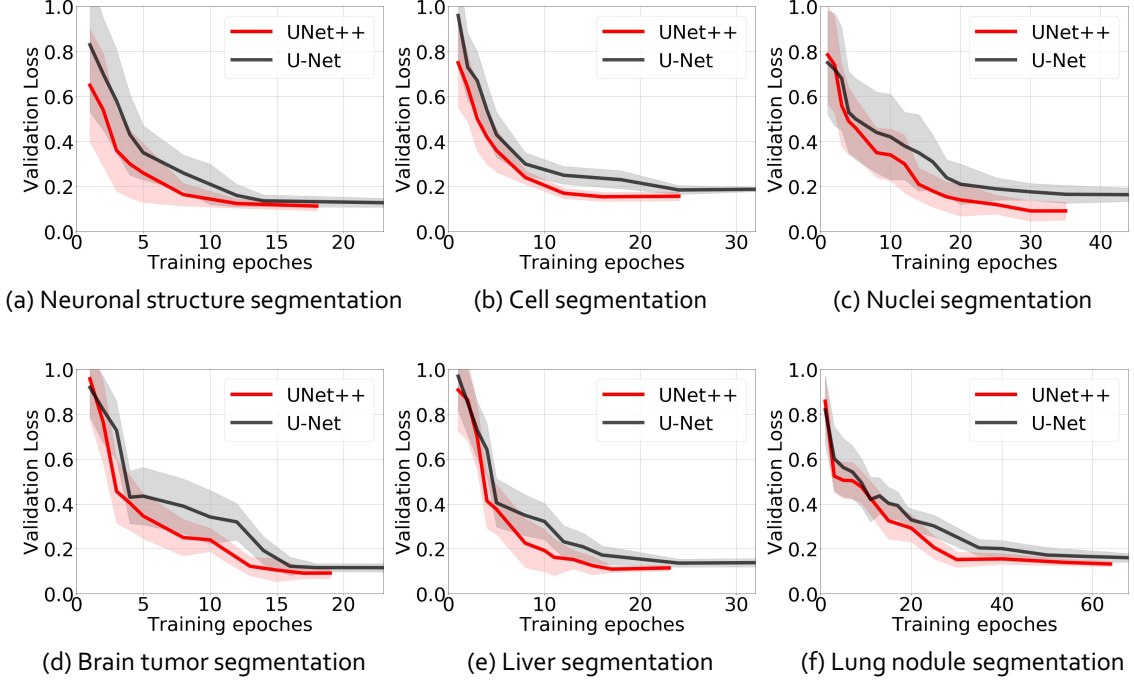 1.0
0.8
0.6
0.4
0.2
0.0
Validation Loss
UNet++
U-Net
0 5 10 15 20
Training epoches
(a) Neuronal structure segmentation
1.0
0.8
0.6
0.4
0.2
0.0
Validation Loss
UNet++
U-Net
0 10 20 30
Training epoches
(b) Cell segmentation
1.0
0.8
0.6
0.4
0.2
0.0
Validation Loss
UNet++
U-Net
0 10 20 30 40
Training epoches
(c) Nuclei segmentation
1.0
0.8
0.6
0.4
0.2
0.0
Validation Loss
UNet++
U-Net
0 5 10 15 20
Training epoches
(d) Brain tumor segmentation
1.0
0.8
0.6
0.4
0.2
0.0
Validation Loss
UNet++
U-Net
0 10 20 30
Training epoches
(e) Liver segmentation
1.0
0.8
0.6
0.4
0.2
0.0
Validation Loss
UNet++
U-Net
0 20 40 60
Training epoches
(f) Lung nodule segmentation